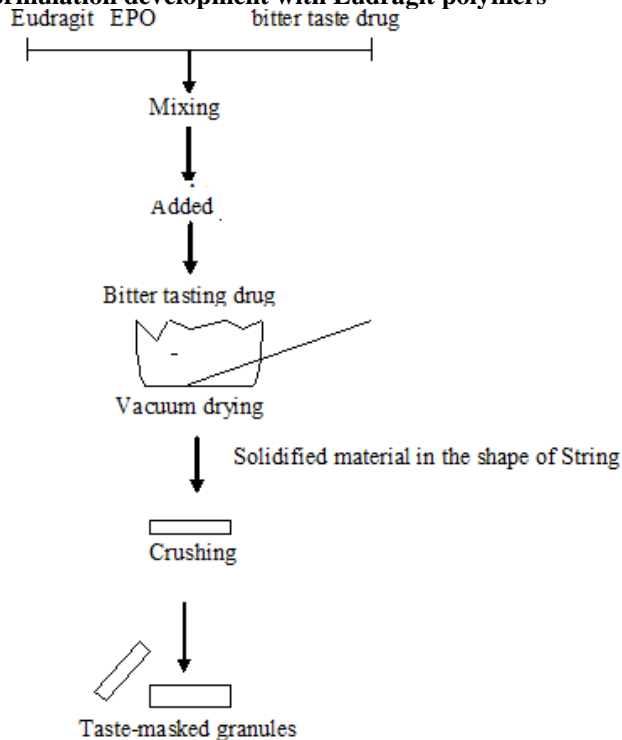 formulation development with Eudragit polymers
Eudragit EPO bitter taste drug
Mixing
Added
Bitter tasting drug
Vacuum drying
Solidified material in the shape of String
Crushing
Taste-masked granules